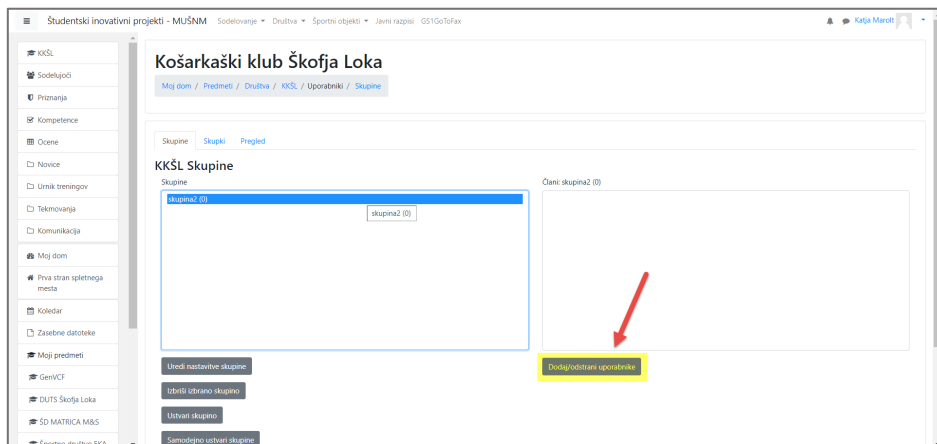 Študentski inovativni projekti - MUŠNM Sodelovanje Društva Športni objekti Javni razpisi GS1GoToFax Katja Marolt
KKŠL
Sodelujoči
Priznanja
Kompetence
Ocene
Novice
Urnik treningov
Tekmovanja
Komunikacija
Moj dom
Prva stran spletnega
mesta
Koledar
Zasebne datoteke
Moji predmeti
GenVCF
DUTS Škofja Loka
ŠD MATRICA M&S
Športno društvo SKA
Košarkaški klub Škofja Loka
Moj dom / Predmeti / Društva / KKŠL / Uporabniki / Skupine
Skupine Skupki Pregled
KKŠL Skupine
Skupine
skupina2 (0)
skupina2 (0)
Uredi nastavitve skupine
Izbriši izbrano skupino
Ustvari skupino
Samodejno ustvari skupine
Člani: skupina2 (0)
Dodaj/odstrani uporabnike